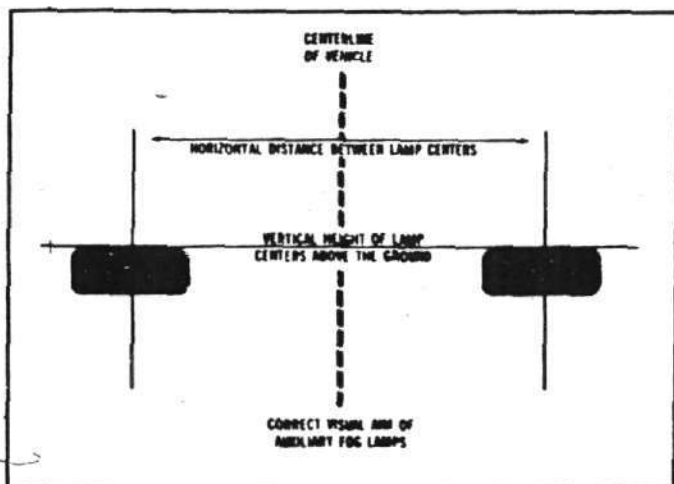 CENTERLINE
OF VEHICLE
HORIZONTAL DISTANCE BETWEEN LAMP CENTERS
VERTICAL HEIGHT OF LAMP
CENTERS ABOVE THE GROUND
CORRECT VISUAL AIM OF
AUXILIARY FOG LAMPS